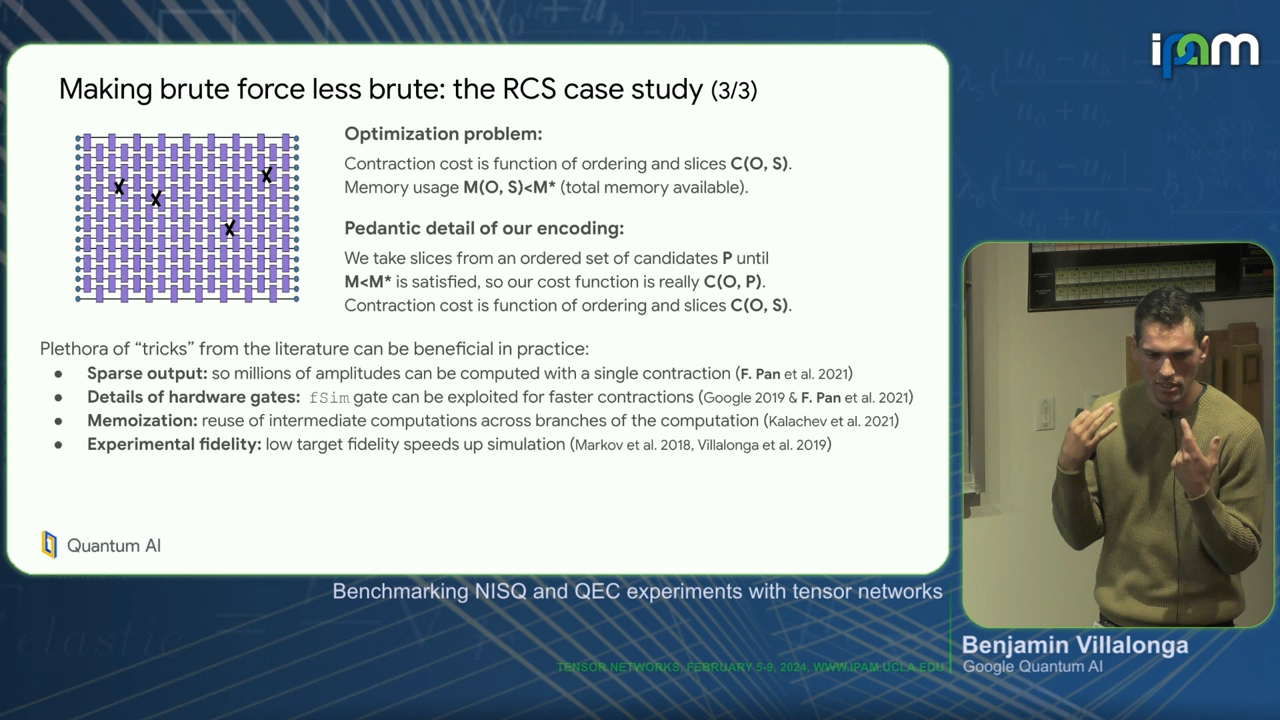 ipam
Making brute force less brute: the RCS case study (3/3)
Optimization problem:
Contraction cost is function of ordering and slices C(O, S).
Memory usage M(O, S)<M* (total memory available).
Pedantic detail of our encoding:
We take slices from an ordered set of candidates P until
M<M* is satisfied, so our cost function is really C(O, P).
Contraction cost is function of ordering and slices C(O, S).
Plethora of “tricks” from the literature can be beneficial in practice:
● Sparse output: so millions of amplitudes can be computed with a single contraction (F. Pan et al. 2021)
● Details of hardware gates: fSim gate can be exploited for faster contractions (Google 2019 & F. Pan et al. 2021)
● Memoization: reuse of intermediate computations across branches of the computation (Kalachev et al. 2021)
● Experimental fidelity: low target fidelity speeds up simulation (Markov et al. 2018, Villalonga et al. 2019)
Quantum AI
Benchmarking NISQ and QEC experiments with tensor networks
Benjamin Villalonga
Google Quantum AI
TENSOR NETWORKS, FEBRUARY 5-9, 2024, WWW.IPAM.UCLA.EDU
elastic